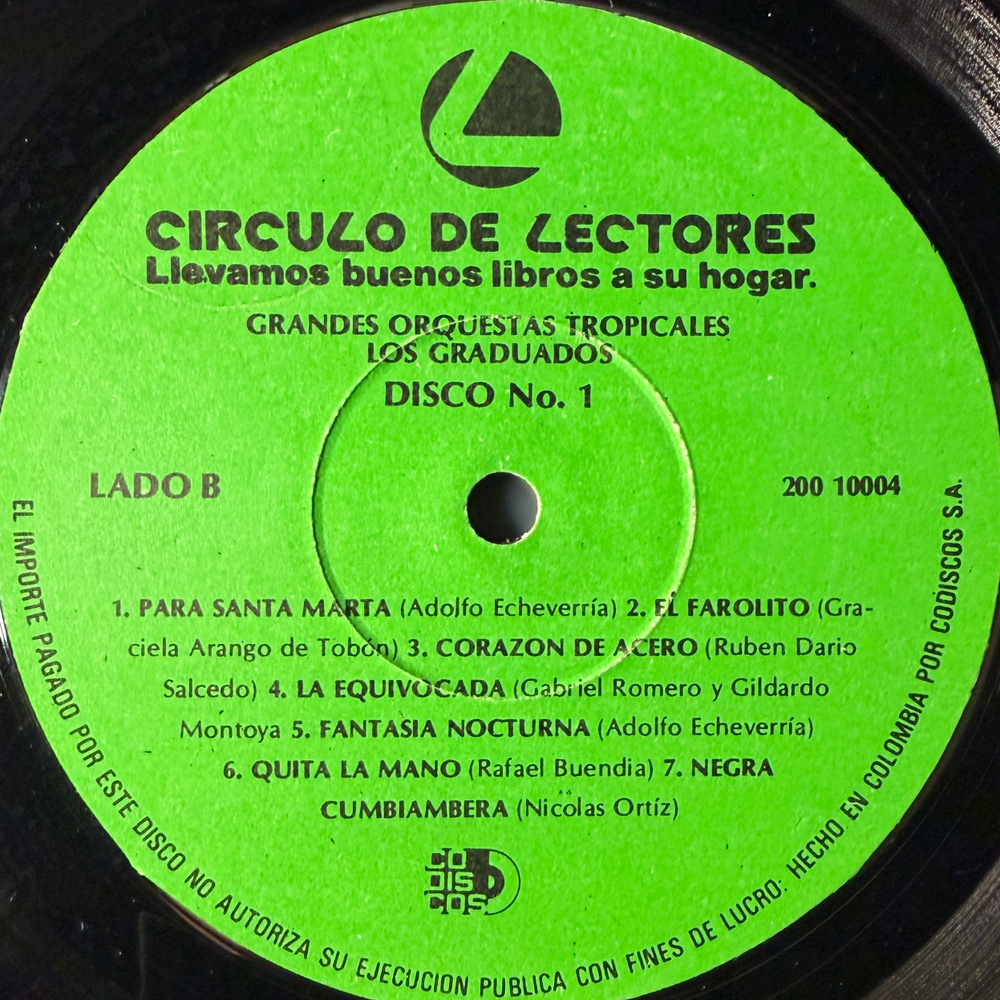 CIRCULO DE LECTORES
Llevamos buenos libros a su hogar.
GRANDES ORQUESTAS TROPICALES
LOS GRADUADOS
DISCO No. 1
LADO B
200 10004
1. PARA SANTA MARTA (Adolfo Echeverría) 2. EL FAROLITO (Gra-
ciela Arango de Tobón) 3. CORAZON DE ACERO (Ruben Dario
Salcedo) 4. LA EQUIVOCADA (Gabriel Romero y Gildardo
Montoya 5. FANTASIA NOCTURNA (Adolfo Echeverría)
6. QUITA LA MANO (Rafael Buendia) 7. NEGRA
CUMBIAMBERA (Nicolas Ortíz)
CO
DIS
COS
EL IMPORTE PAGADO POR ESTE DISCO NO AUTORIZA SU EJECUCION PUBLICA CON FINES DE LUCRO: HECHO EN COLOMBIA POR CODISCOS S.A.